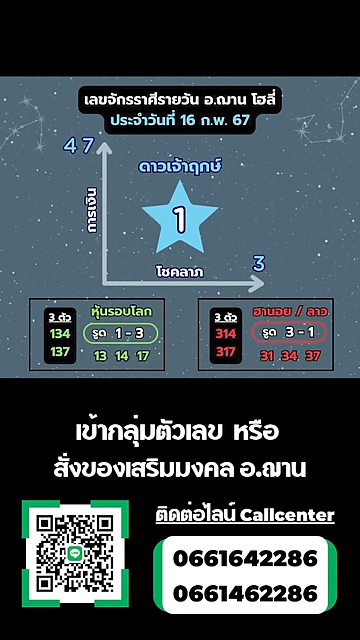 เลขจักรราศีรายวัน อ.ฌาน โฮลี่
ประจำวันที่ 16 ก.พ. 67
4 7
ดาวเจ้าฤกษ์
การเงิน
1
โชคลาภ
3
3 ตัว
134
137
หุ้นรอบโลก
รูด 1 - 3
13 14 17
3 ตัว
314
317
ฮานอย / ลาว
รูด 3 - 1
31 34 37
เข้ากลุ่มตัวเลข หรือ
สั่งของเสริมมงคล อ.ฌาน
ติดต่อไลน์ Callcenter
0661642286
0661462286